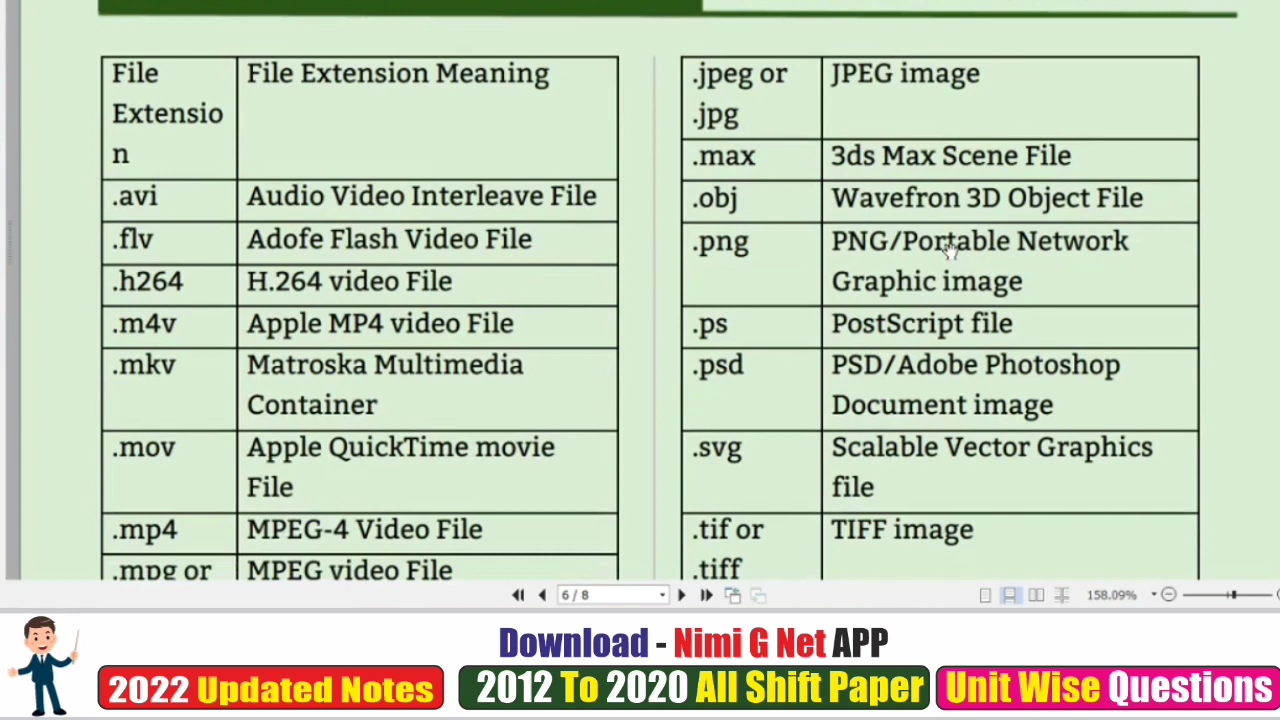 File Extensio n
File Extension Meaning
.avi
Audio Video Interleave File
.flv
Adofe Flash Video File
.h264
H.264 video File
.m4v
Apple MP4 video File
.mkv
Matroska Multimedia
Container
.mov
Apple QuickTime movie
File
.mp4
MPEG-4 Video File
.mpg or
MPEG video File
.jpeg or
.jpg
JPEG image
.max
3ds Max Scene File
.obj
Wavefron 3D Object File
.png
PNG/Portable Network
Graphic image
.ps
PostScript file
.psd
PSD/Adobe Photoshop
Document image
.svg
Scalable Vector Graphics
file
.tif or
.tiff
TIFF image
6 / 8
158.09%
Download - Nimi G Net APP
2022 Updated Notes
2012 To 2020 All Shift Paper
Unit Wise Questions